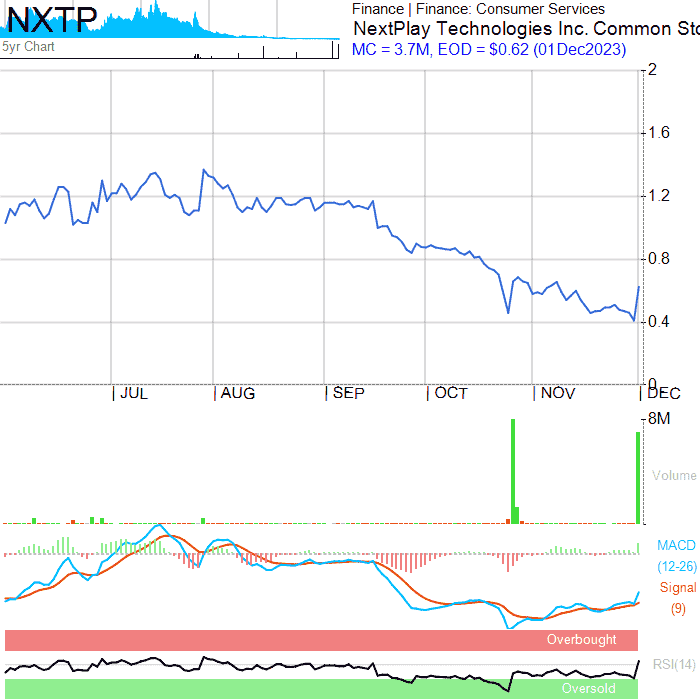 NXTP
5yr Chart
Finance | Finance: Consumer Services
NextPlay Technologies Inc. Common Sto
MC = 3.7M, EOD = $0.62 (01Dec2023)
2
1.6
1.2
0.8
0.4
0
JUL AUG SEP OCT NOV DEC
8M
Volume
MACD
(12-26)
Signal
(9)
Overbought
RSI(14)
Oversold